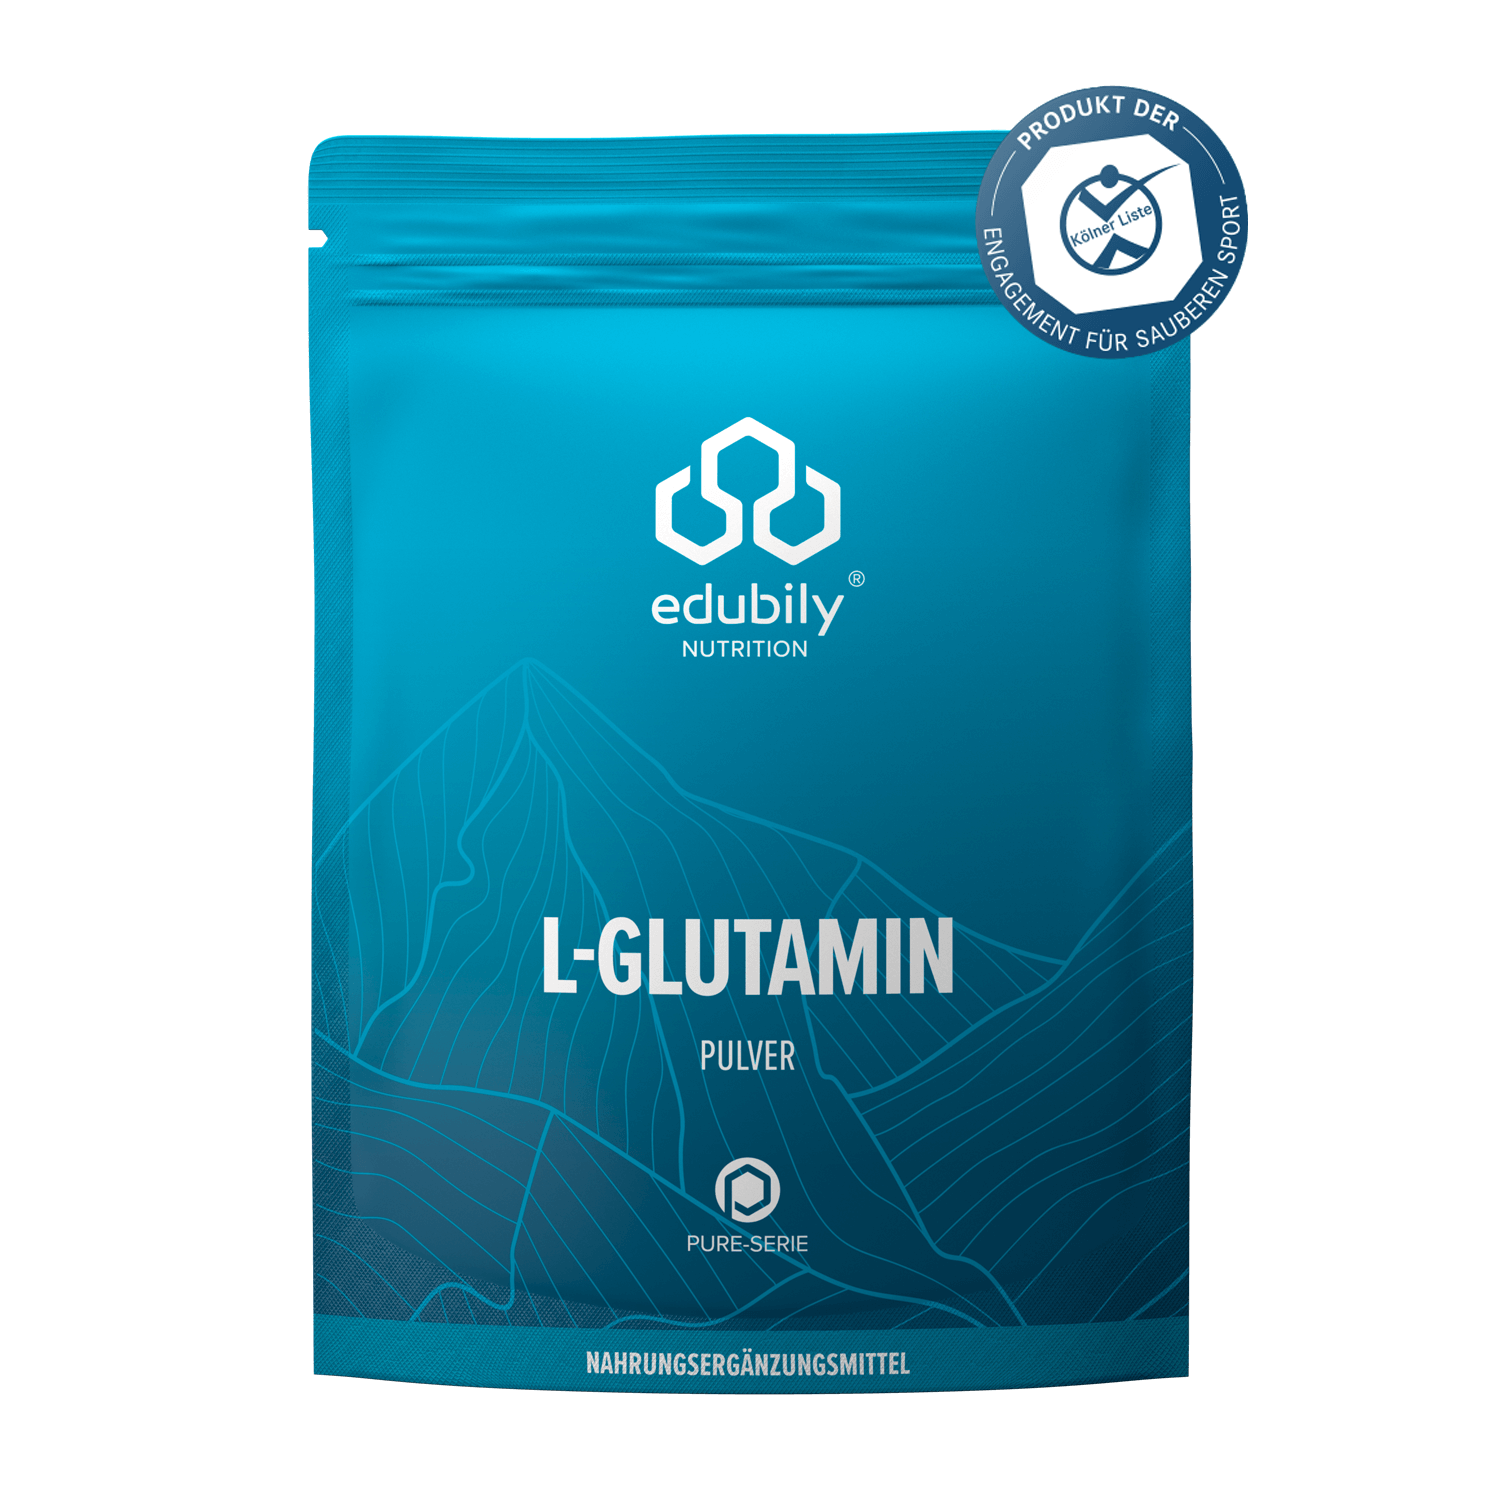 PRODUKT DER
Kölner Liste
ENGAGEMENT FÜR SAUBEREN SPORT
edubily®
NUTRITION
L-GLUTAMIN
PULVER
PURE-SERIE
NAHRUNGSERGÄNZUNGSMITTEL